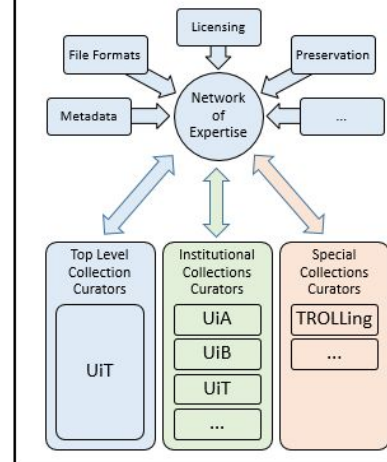 Licensing
File Formats
Preservation
Metadata
Network
of
Expertise
...
Top Level
Collection
Curators
UiT
Institutional
Collections
Curators
UiA
UiB
UiT
...
Special
Collections
Curators
TROLLing
...